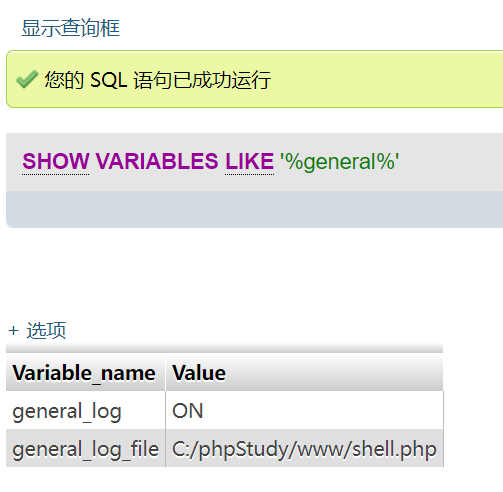 显示查询框
您的 SQL 语句已成功运行
SHOW VARIABLES LIKE '%general%'
+ 选项
Variable_name Value
general_log ON
general_log_file C:/phpStudy/www/shell.php